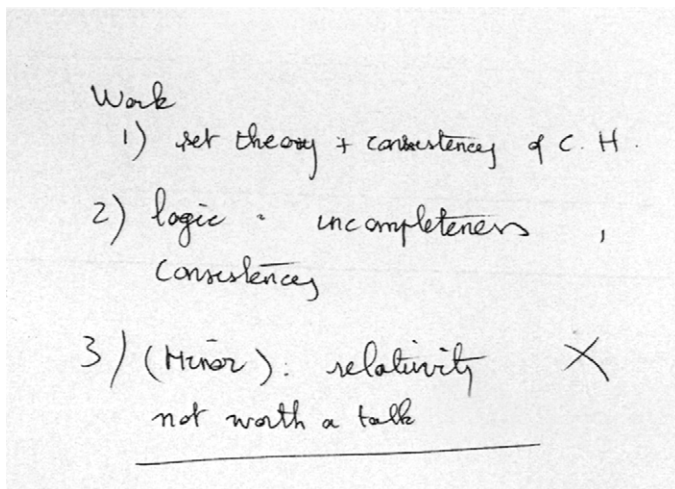 Work
1) set theory + consistency of C. H.
2) logic . incompleteness ,
consistency
3) (Minor): relativity X
not worth a talk